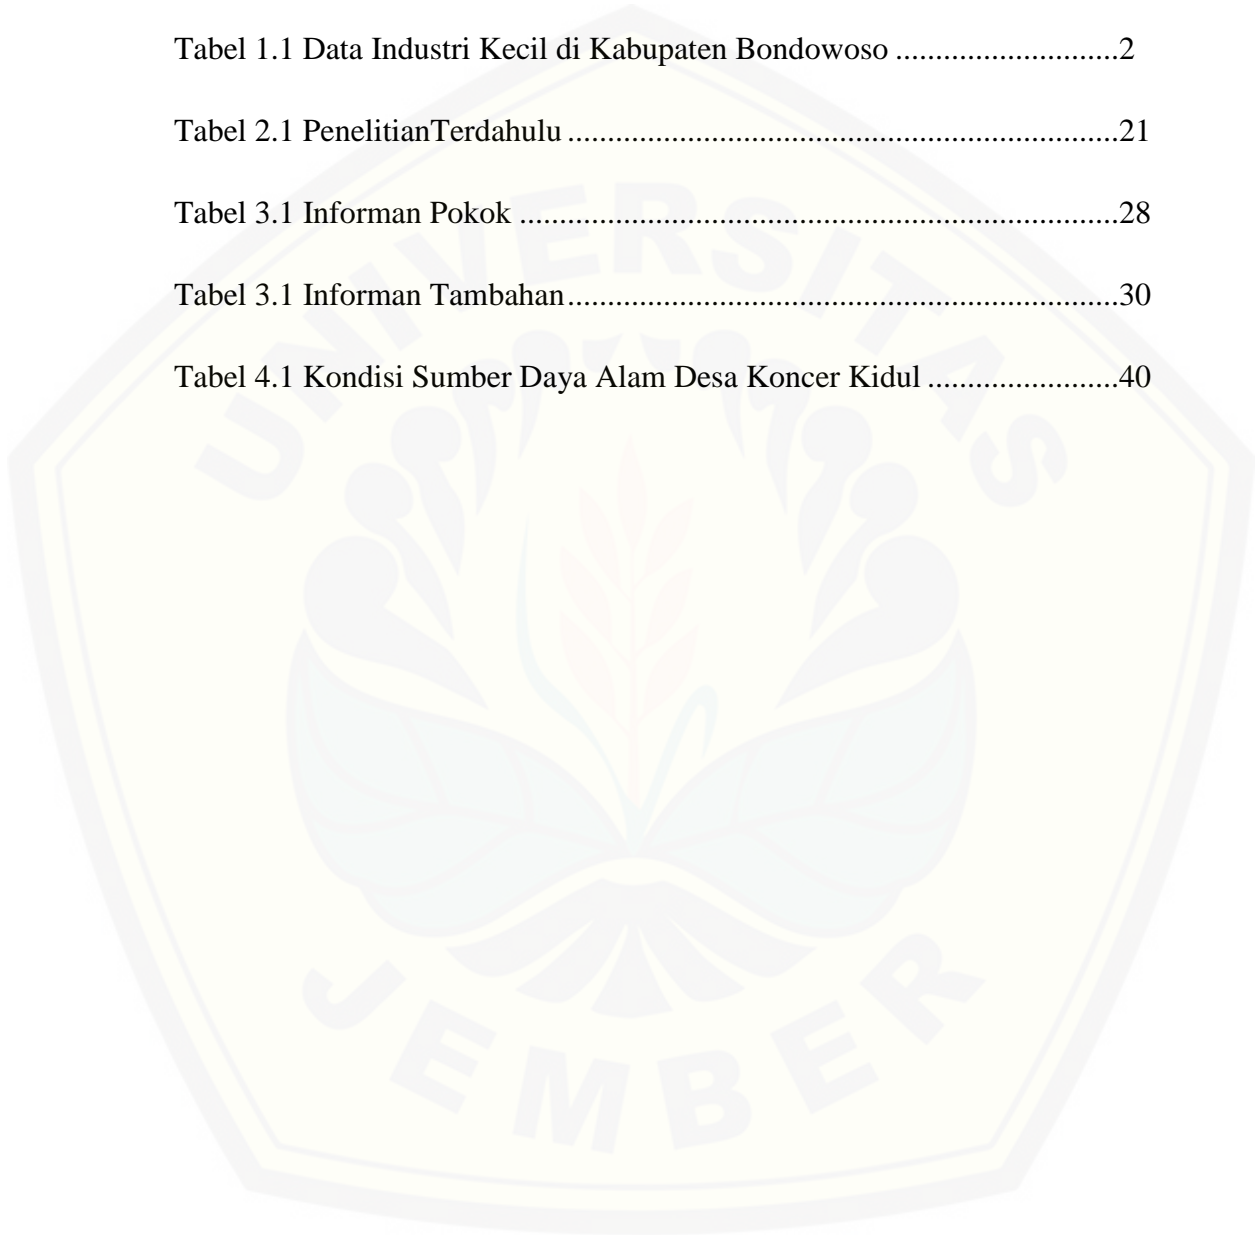 Tabel 1.1 Data Industri Kecil di Kabupaten Bondowoso ............................2
Tabel 2.1 PenelitianTerdahulu .....................................................................21
Tabel 3.1 Informan Pokok ...........................................................................28
Tabel 3.1 Informan Tambahan.....................................................................30
Tabel 4.1 Kondisi Sumber Daya Alam Desa Koncer Kidul ........................40
UNIVERSITAS
JEMBER